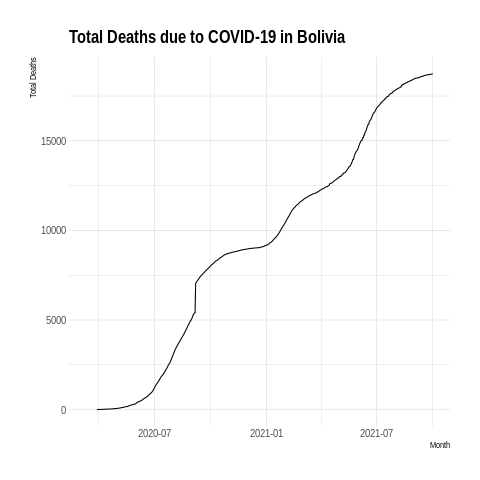 Total Deaths due to COVID-19 in Bolivia
Total Deaths
15000
10000
5000
0
2020-07 2021-01 2021-07
Month